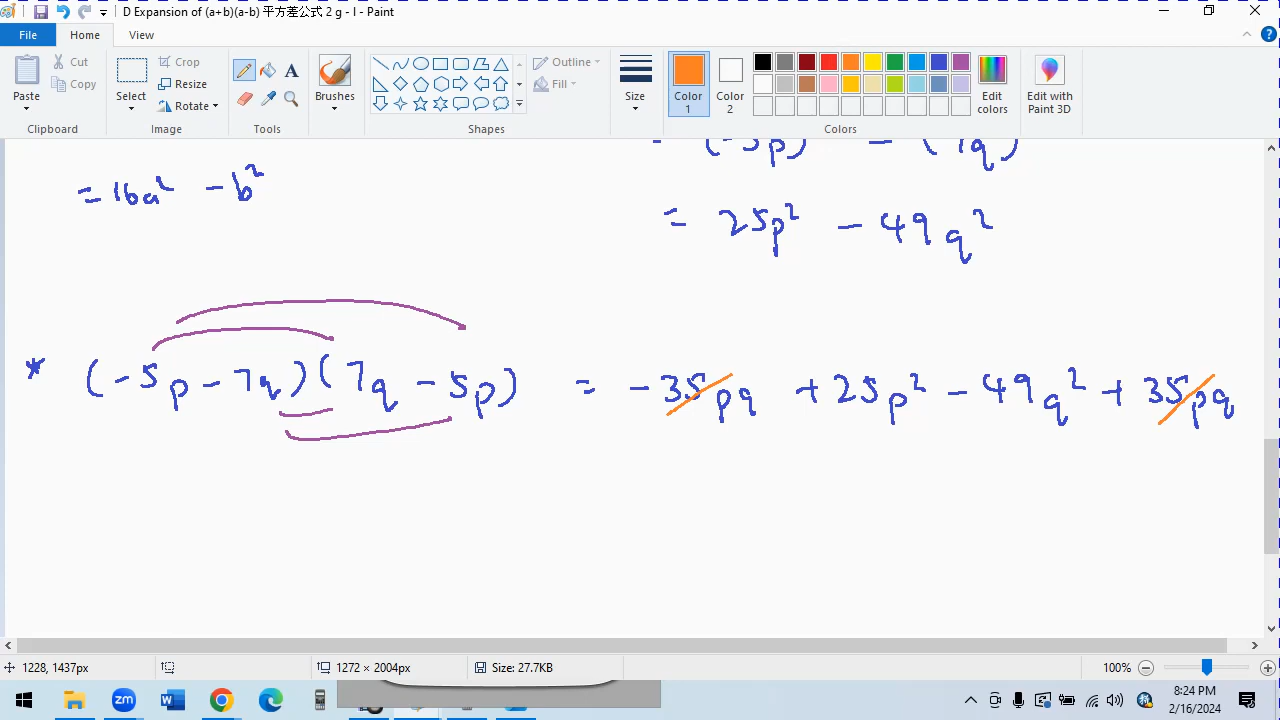 D Expansion of (a+b)(a-b) 平方差公式 2 g - l - Paint
File Home View
Paste Cut Copy Clipboard
Select Crop Resize Rotate Image
Tools
Brushes
Outline Fill Shapes
Size
Color 1 Color 2 Edit colors Colors
Edit with Paint 3D
= (-5p) - (7q)
= 16a² - b²
= 25p² - 49q²
* (-5p - 7q)(7q - 5p) = - 35pq + 25p² - 49q² + 35pq
1228, 1437px 1272 × 2004px Size: 27.7KB 100%
zm W 8:24 PM
2/16/2024